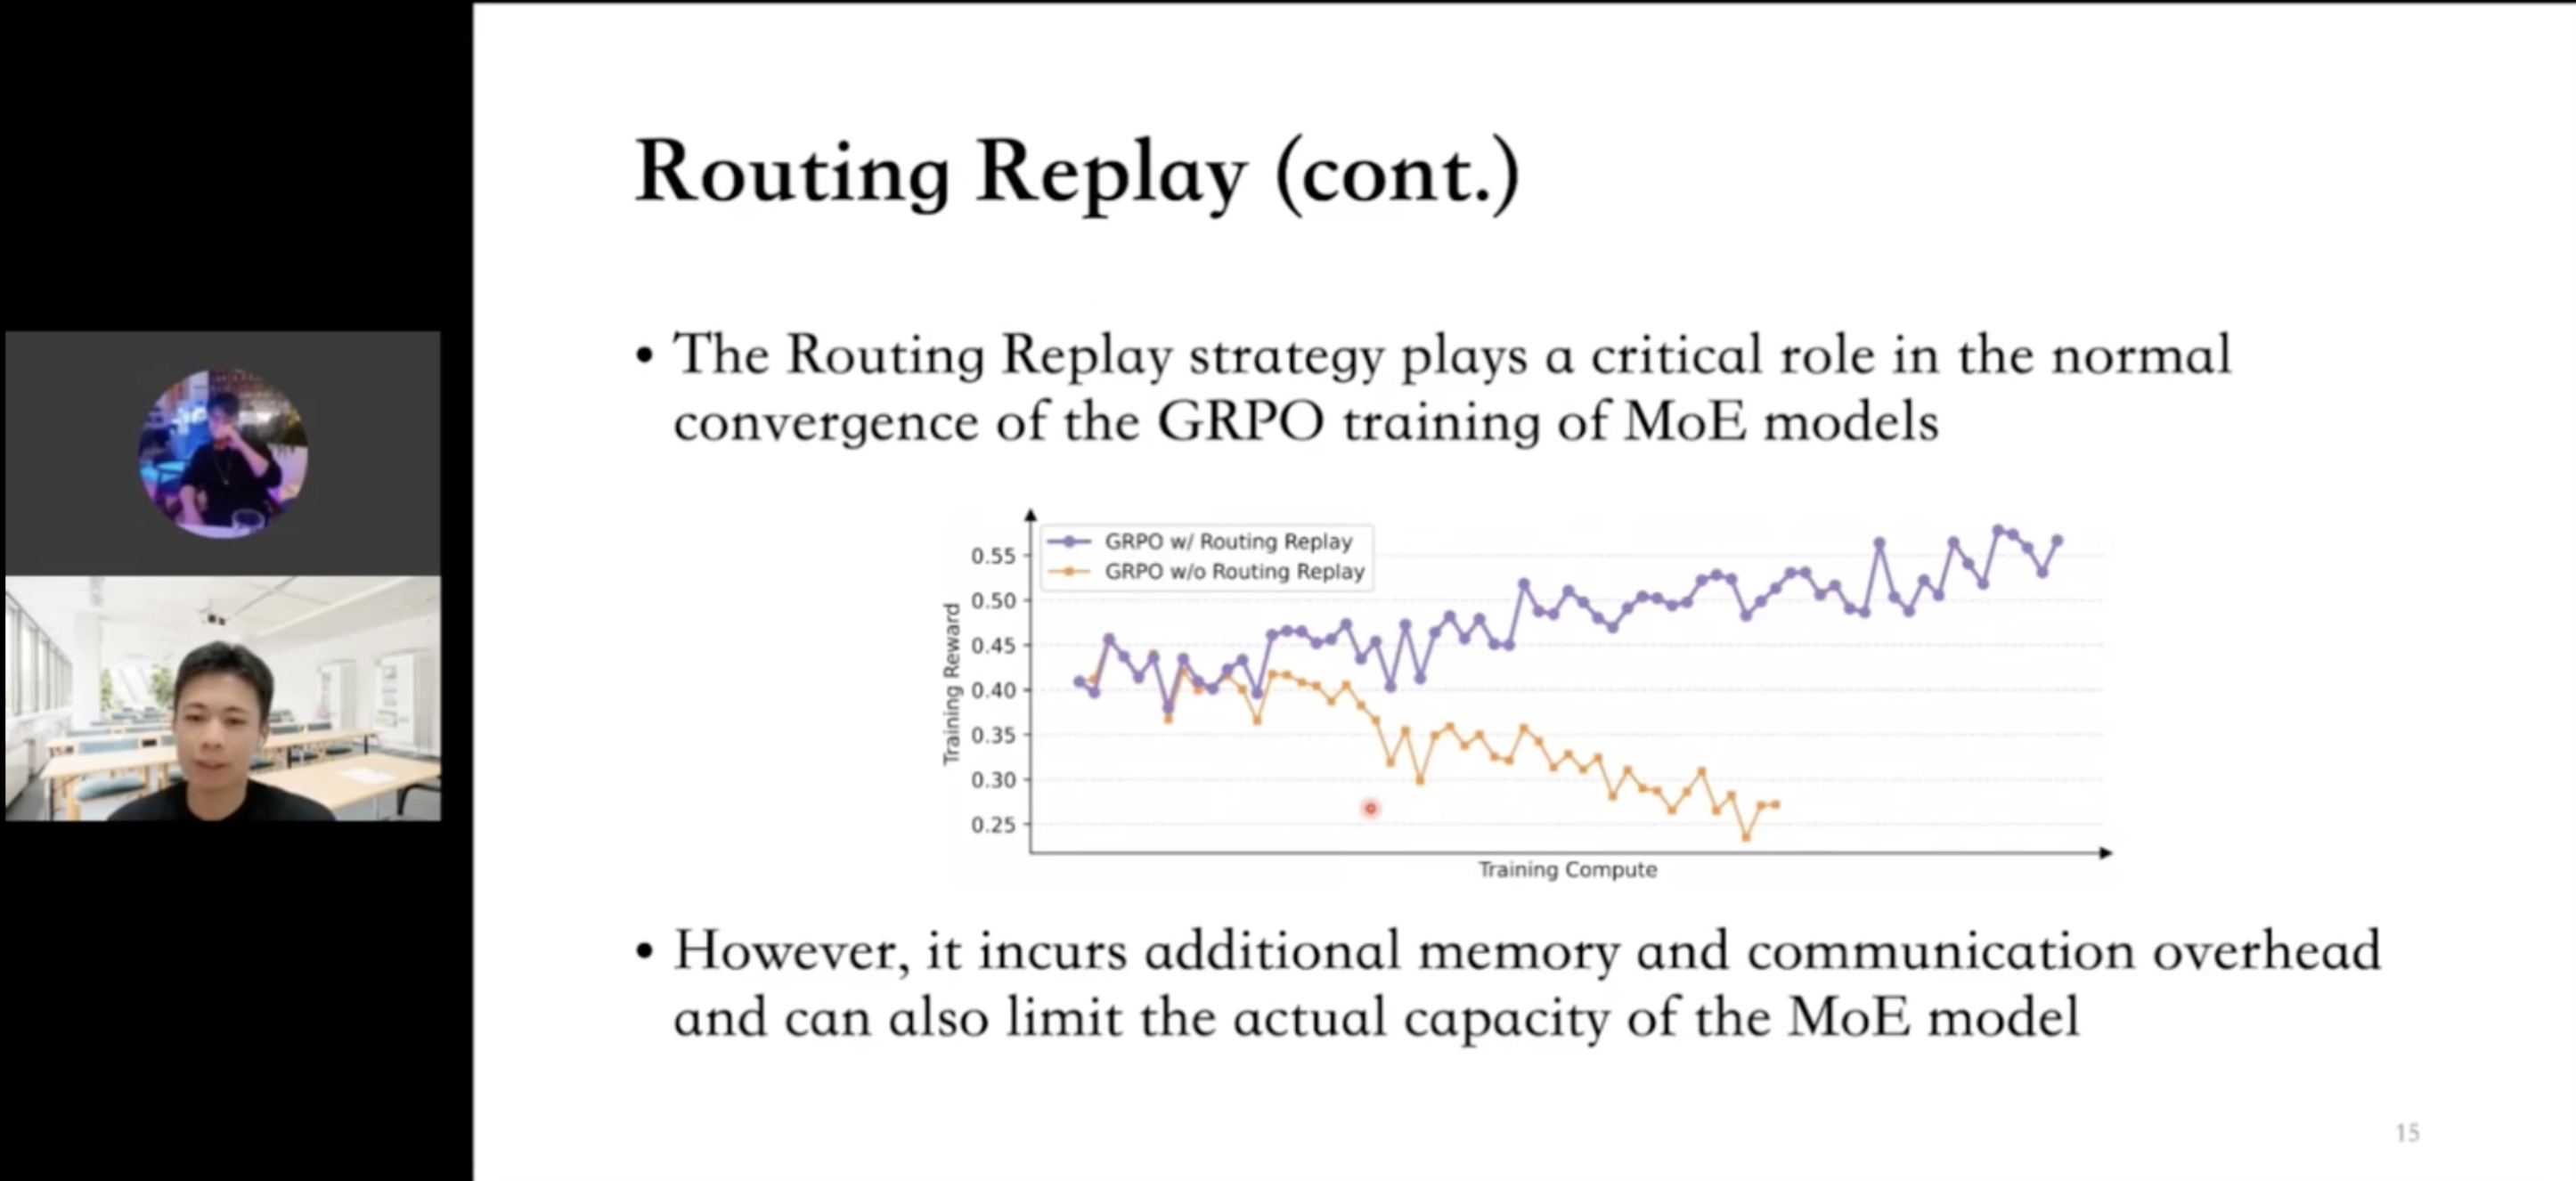 Routing Replay (cont.)
• The Routing Replay strategy plays a critical role in the normal
convergence of the GRPO training of MoE models
GRPO w/ Routing Replay
GRPO w/o Routing Replay
0.55
0.50
0.45
0.40
0.35
0.30
0.25
Training Reward
Training Compute
• However, it incurs additional memory and communication overhead
and can also limit the actual capacity of the MoE model
15